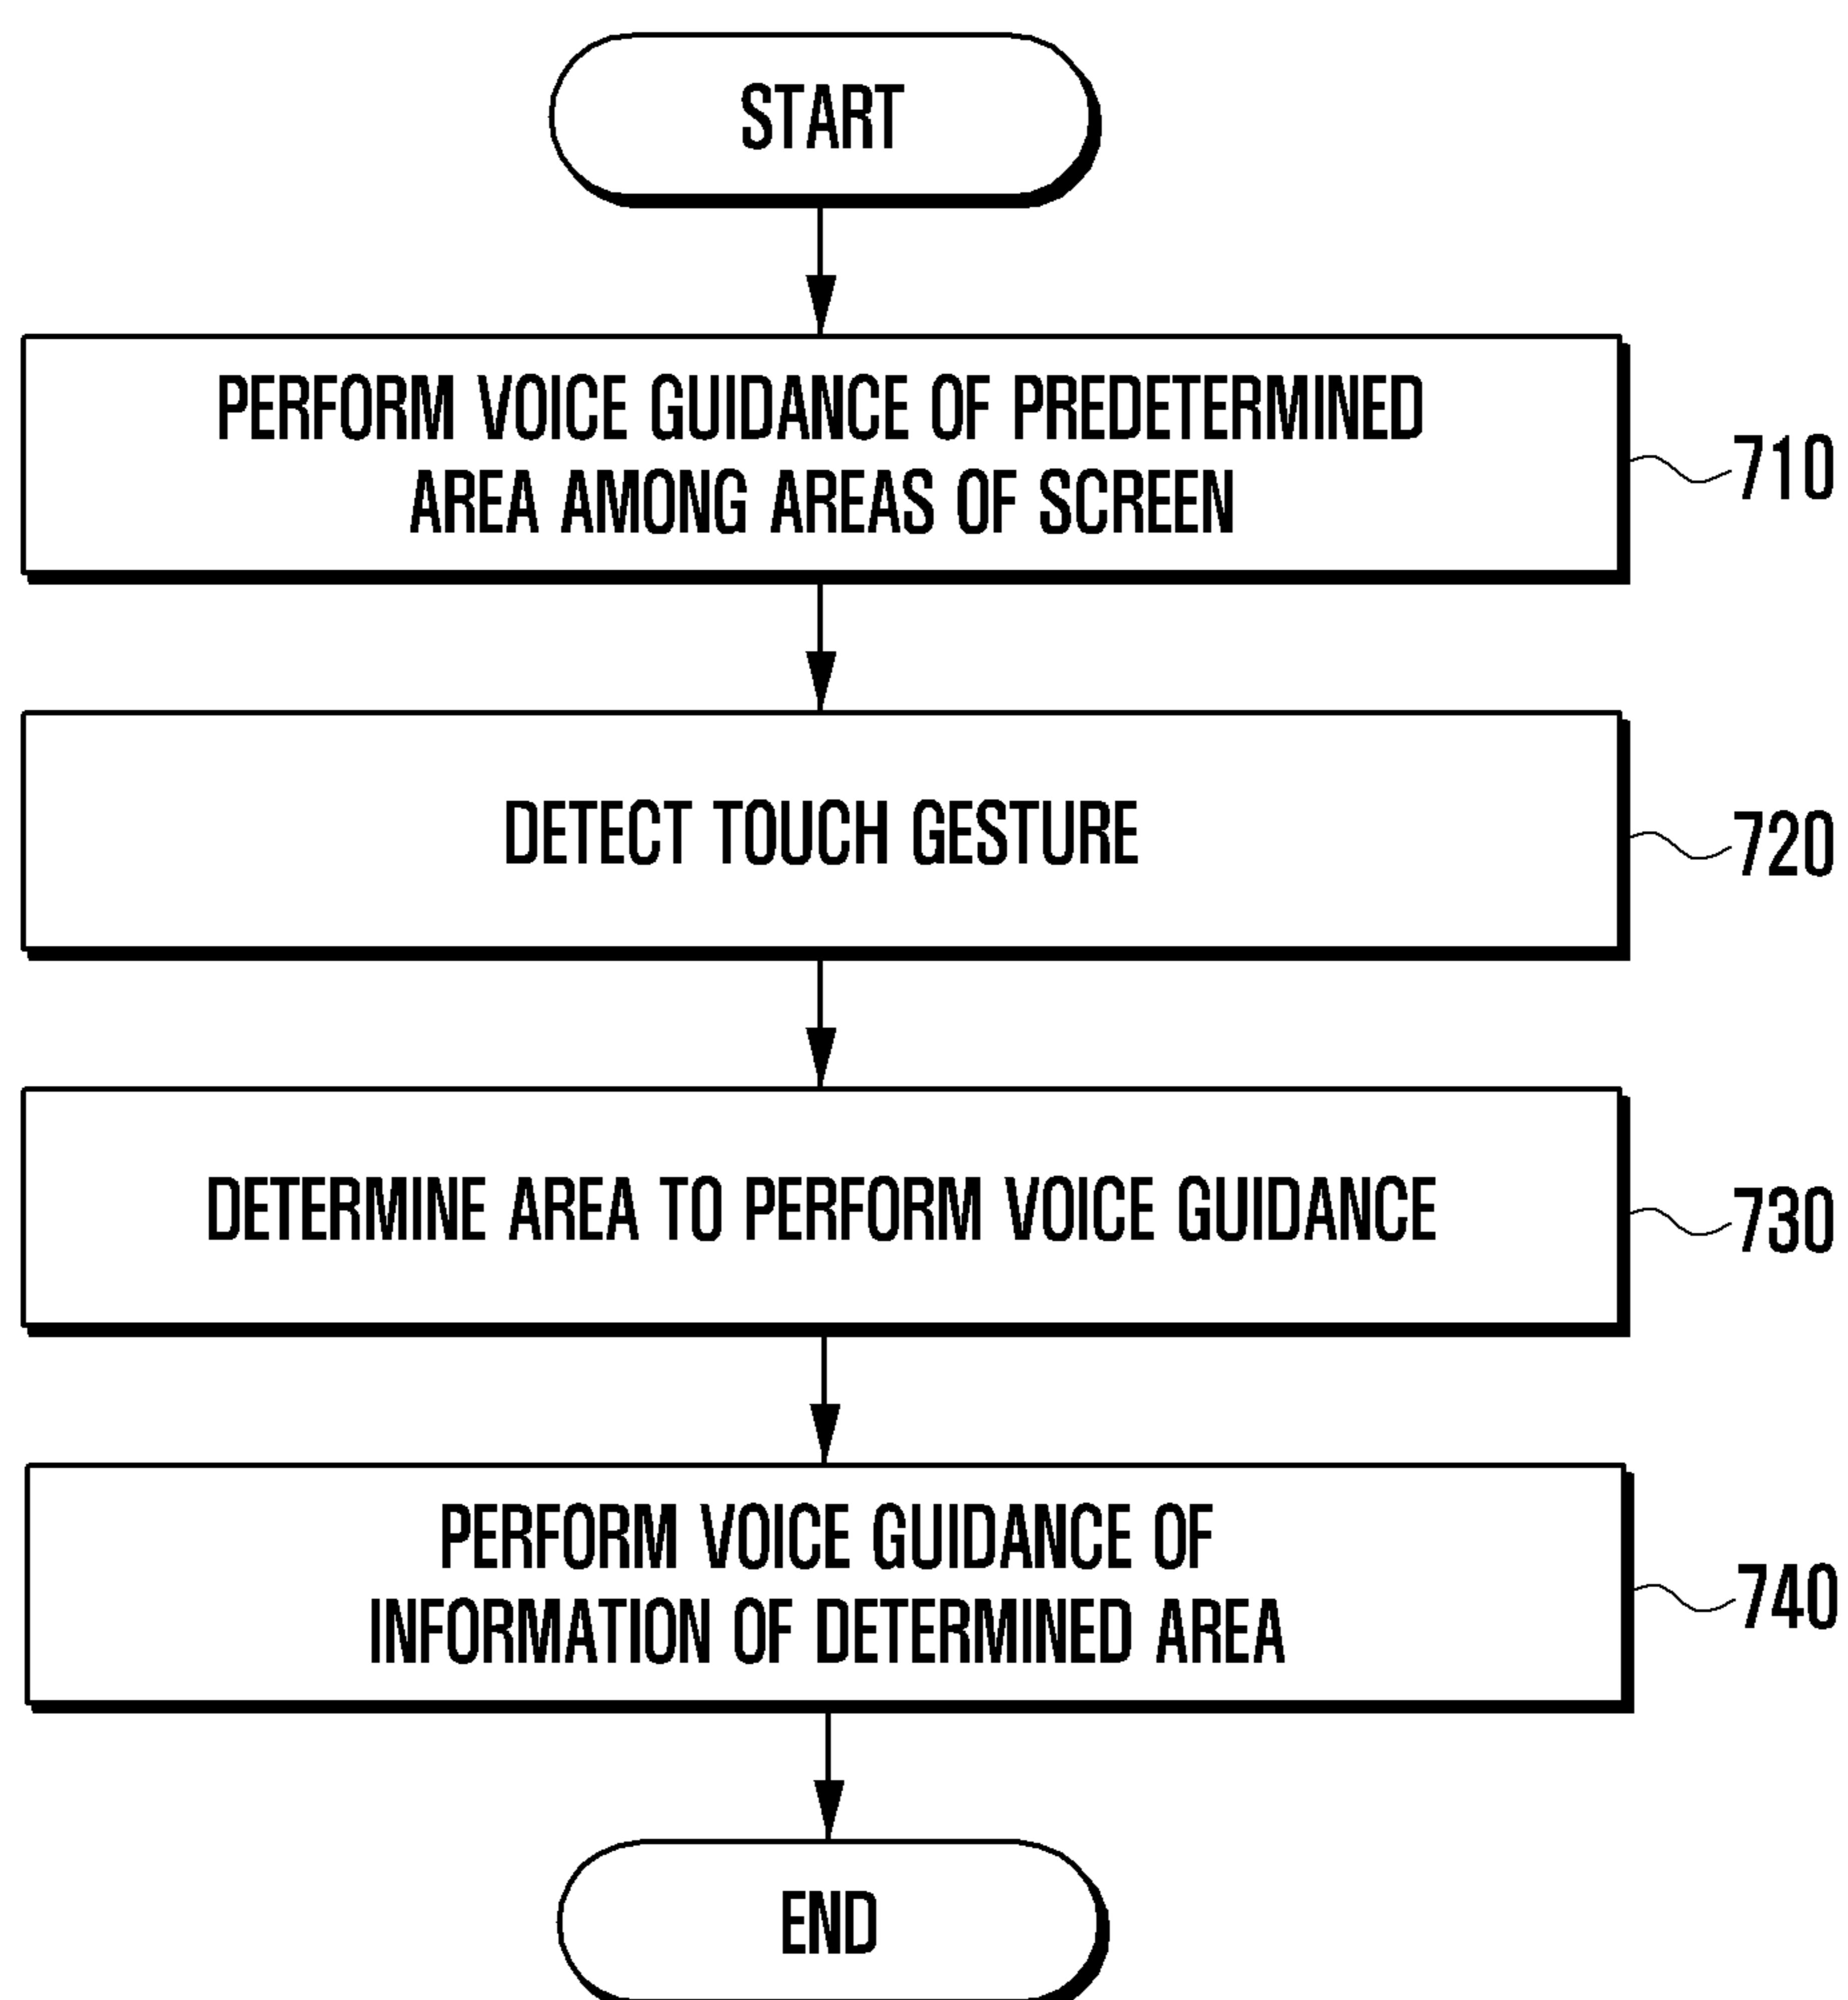 START
PERFORM VOICE GUIDANCE OF PREDETERMINED
AREA AMONG AREAS OF SCREEN
710
DETECT TOUCH GESTURE
720
DETERMINE AREA TO PERFORM VOICE GUIDANCE
730
PERFORM VOICE GUIDANCE OF
INFORMATION OF DETERMINED AREA
740
END